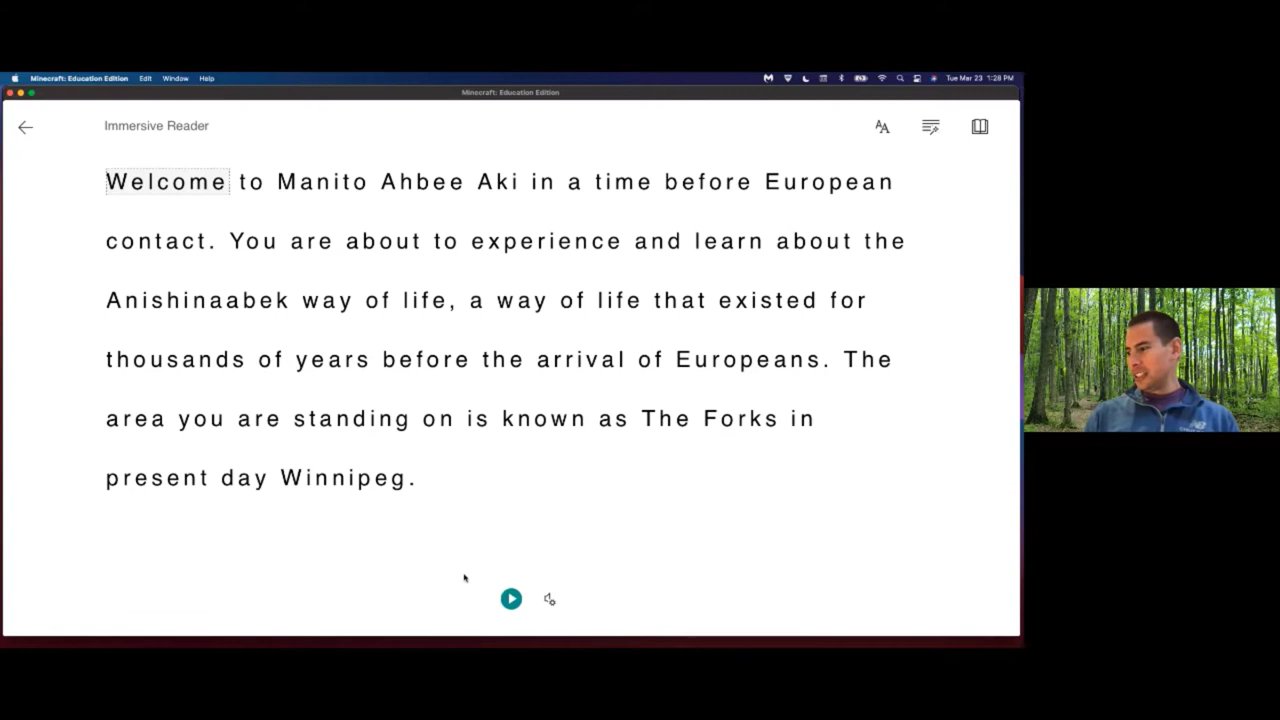 Minecraft: Education Edition Edit Window Help Tue Mar 23 1:28 PM
Minecraft: Education Edition
Immersive Reader
Welcome to Manito Ahbee Aki in a time before European
contact. You are about to experience and learn about the
Anishinaabek way of life, a way of life that existed for
thousands of years before the arrival of Europeans. The
area you are standing on is known as The Forks in
present day Winnipeg.